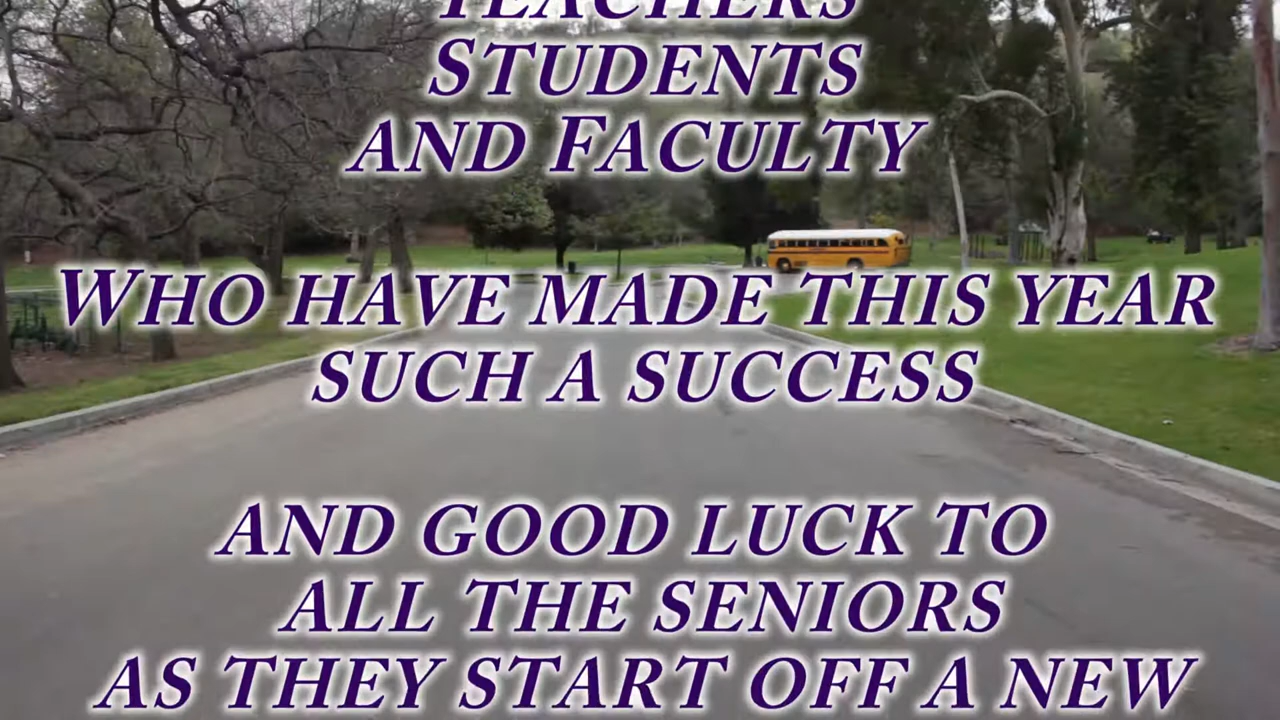 TEACHERS
STUDENTS
AND FACULTY
WHO HAVE MADE THIS YEAR
SUCH A SUCCESS
AND GOOD LUCK TO
ALL THE SENIORS
AS THEY START OFF A NEW